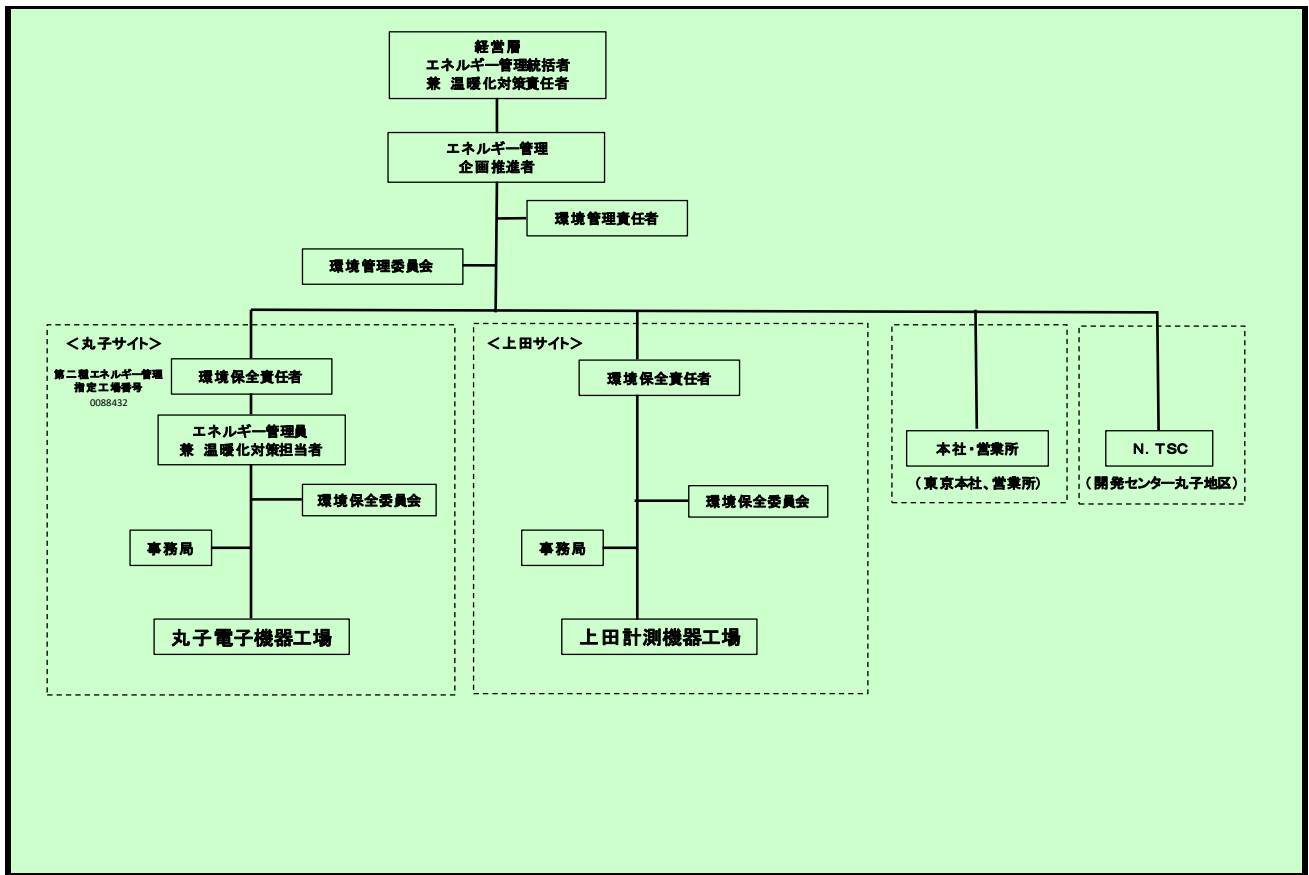 経営層
エネルギー管理統括者
兼 温暖化対策責任者
エネルギー管理
企画推進者
環境管理責任者
環境管理委員会
＜丸子サイト＞
第二種エネルギー管理
指定工場番号
0088432
環境保全責任者
エネルギー管理員
兼 温暖化対策担当者
環境保全委員会
事務局
丸子電子機器工場
＜上田サイト＞
環境保全責任者
環境保全委員会
事務局
上田計測機器工場
本社・営業所
（東京本社、営業所）
N. TSC
（開発センター丸子地区）